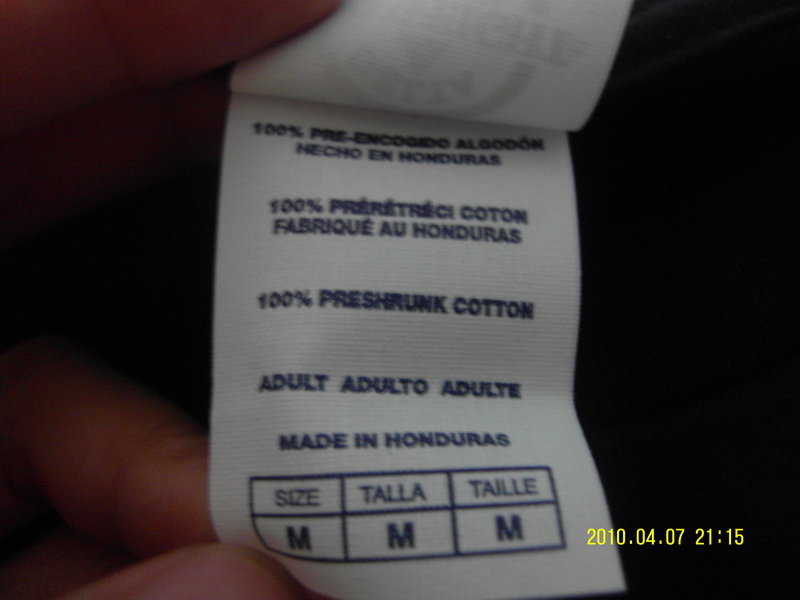 100% PRE-ENCOGIDO ALGODÓN
HECHO EN HONDURAS
100% PRÉRÉTRÉCI COTON
FABRIQUÉ AU HONDURAS
100% PRESHRUNK COTTON
ADULT ADULTO ADULTE
MADE IN HONDURAS
SIZE TALLA TAILLE
M M M
2010.04.07 21:15